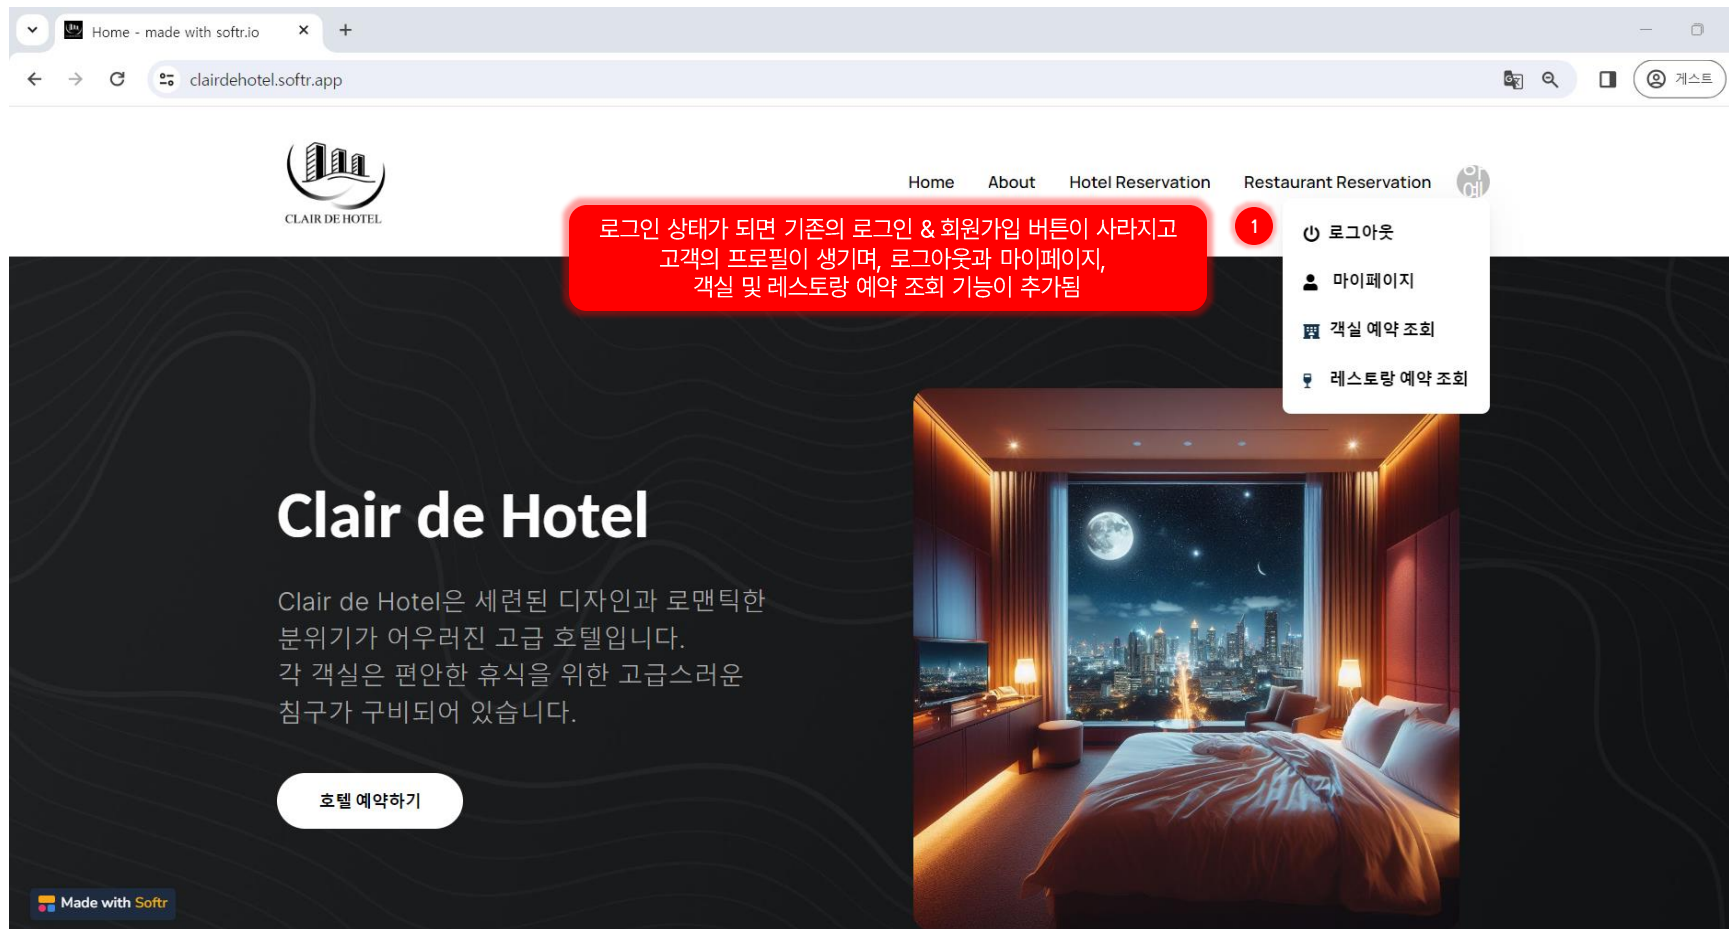 Home - made with softr.io
clairdehotel.softr.app
게스트
CLAIR DE HOTEL
Home About Hotel Reservation Restaurant Reservation
로그인 상태가 되면 기존의 로그인 & 회원가입 버튼이 사라지고
고객의 프로필이 생기며, 로그아웃과 마이페이지,
객실 및 레스토랑 예약 조회 기능이 추가됨
1
로그아웃
마이페이지
객실 예약 조회
레스토랑 예약 조회
Clair de Hotel
Clair de Hotel은 세련된 디자인과 로맨틱한
분위기가 어우러진 고급 호텔입니다.
각 객실은 편안한 휴식을 위한 고급스러운
침구가 구비되어 있습니다.
호텔 예약하기
Made with Softr